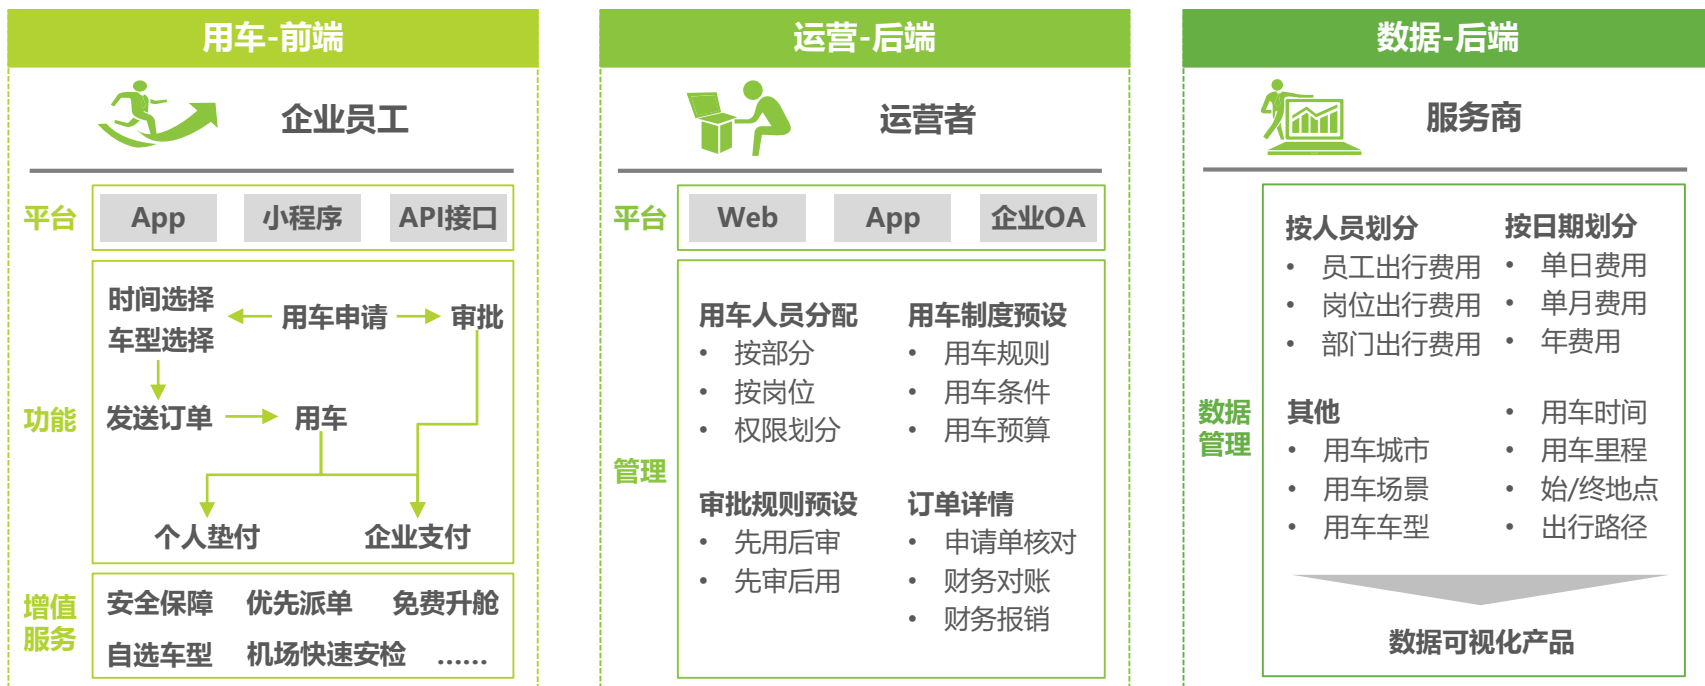 用车-前端
企业员工
平台
App
小程序
API接口
功能
时间选择
车型选择
用车申请
审批
发送订单
用车
个人垫付
企业支付
增值
服务
安全保障
优先派单
免费升舱
自选车型
机场快速安检
……
运营-后端
运营者
平台
Web
App
企业OA
管理
用车人员分配
• 按部分
• 按岗位
• 权限划分
用车制度预设
• 用车规则
• 用车条件
• 用车预算
审批规则预设
• 先用后审
• 先审后用
订单详情
• 申请单核对
• 财务对账
• 财务报销
数据-后端
服务商
数据
管理
按人员划分
• 员工出行费用
• 岗位出行费用
• 部门出行费用
按日期划分
• 单日费用
• 单月费用
• 年费用
其他
• 用车城市
• 用车场景
• 用车车型
• 用车时间
• 用车里程
• 始/终地点
• 出行路径
数据可视化产品